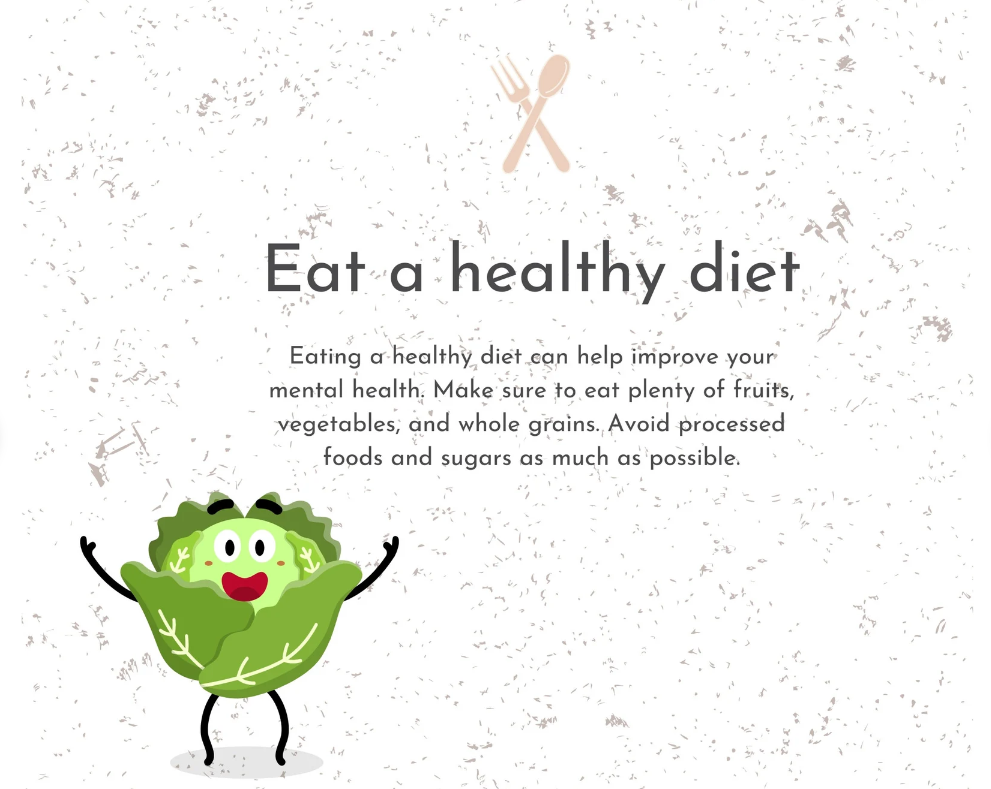 Eat a healthy diet
Eating a healthy diet can help improve your
mental health. Make sure to eat plenty of fruits,
vegetables, and whole grains. Avoid processed
foods and sugars as much as possible.